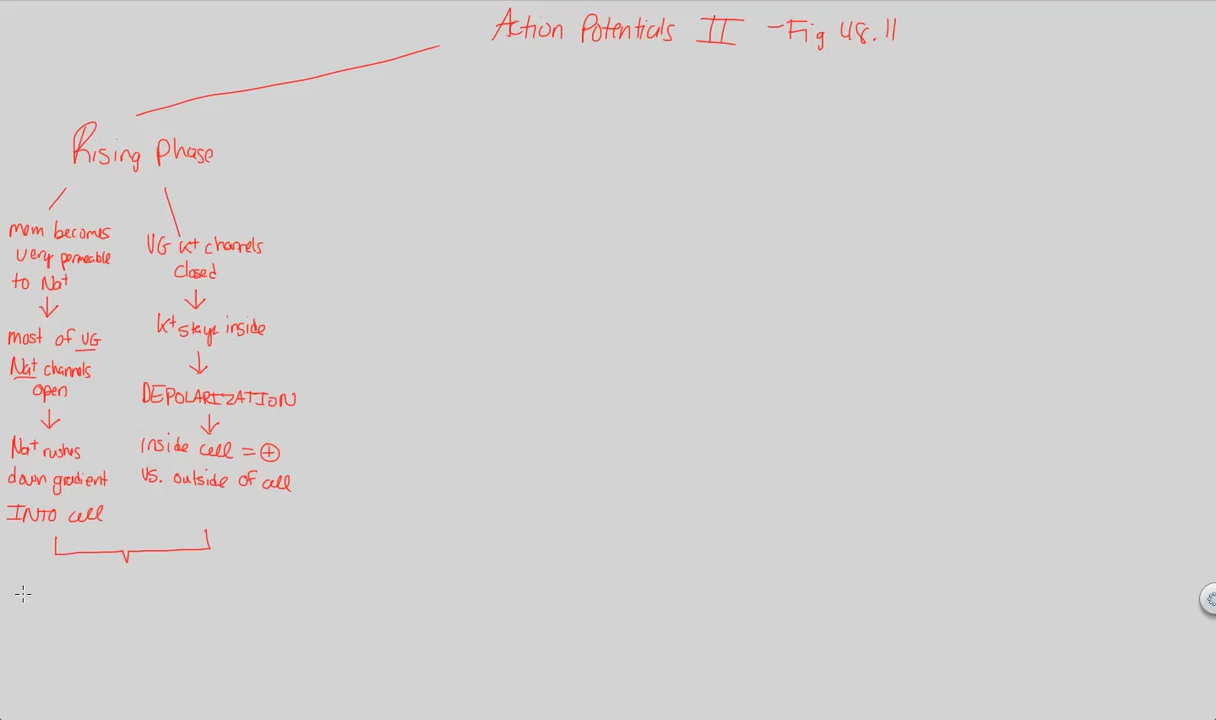 Action Potentials II - Fig 48.11
Rising Phase
mem becomes
very permeable
to Na+
most of VG
Na+ channels
open
Na+ rushes
down gradient
INTO cell
VG K+ channels
closed
K+ stays inside
DEPOLARIZATION
inside cell = +
vs. outside of cell